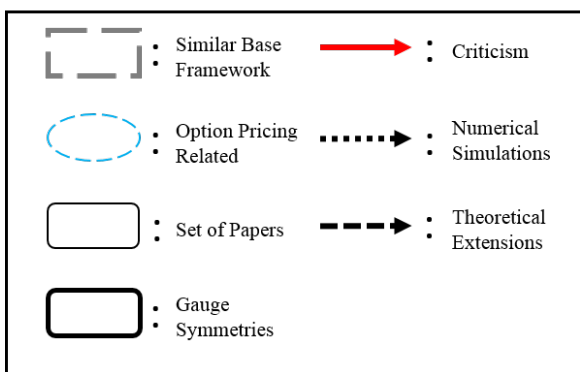 : Similar Base
: Framework
: Criticism
: Option Pricing
: Related
: Numerical
: Simulations
: Set of Papers
: Theoretical
: Extensions
: Gauge
: Symmetries